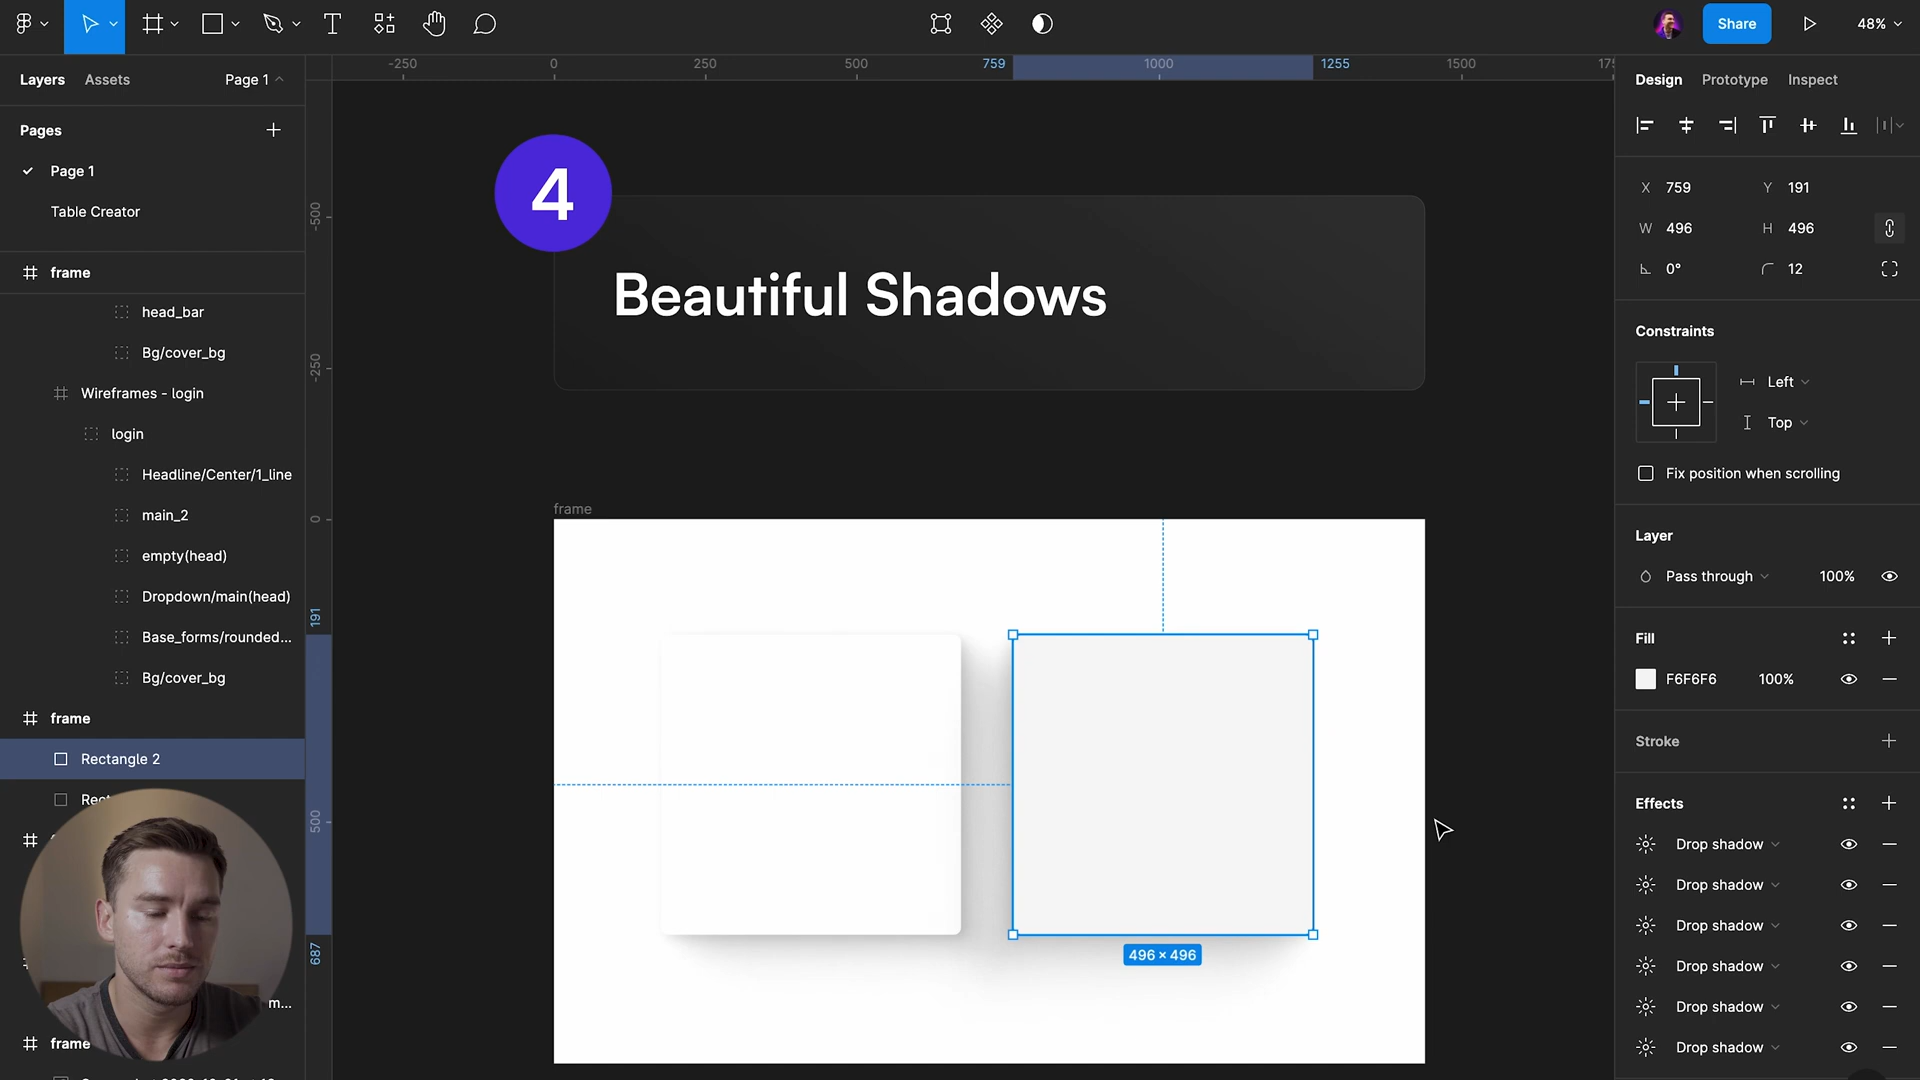 Share
48%
Layers
Assets
Page 1
-250
0
250
500
759
1000
1255
1500
Design
Prototype
Inspect
Pages
Page 1
Table Creator
frame
head_bar
Bg/cover_bg
Wireframes - login
login
Headline/Center/1_line
main_2
empty(head)
Dropdown/main(head)
Base_forms/rounded...
Bg/cover_bg
frame
Rectangle 2
m...
frame
-500
-250
0
191
500
687
4
Beautiful Shadows
frame
496 × 496
X 759
Y 191
W 496
H 496
0°
12
Constraints
Left
Top
Fix position when scrolling
Layer
Pass through
100%
Fill
F6F6F6
100%
Stroke
Effects
Drop shadow
Drop shadow
Drop shadow
Drop shadow
Drop shadow
Drop shadow